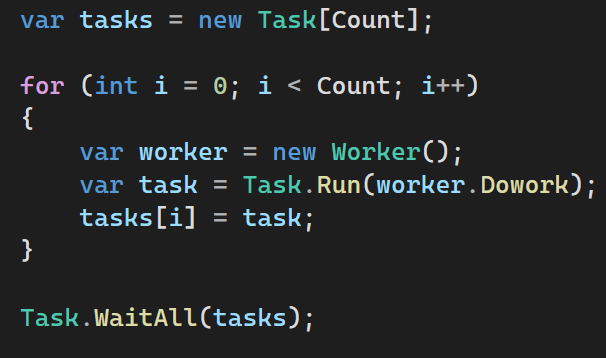 var tasks = new Task[Count];
for (int i = 0; i < Count; i++)
{
    var worker = new Worker();
    var task = Task.Run(worker.Dowork);
    tasks[i] = task;
}
Task.WaitAll(tasks);